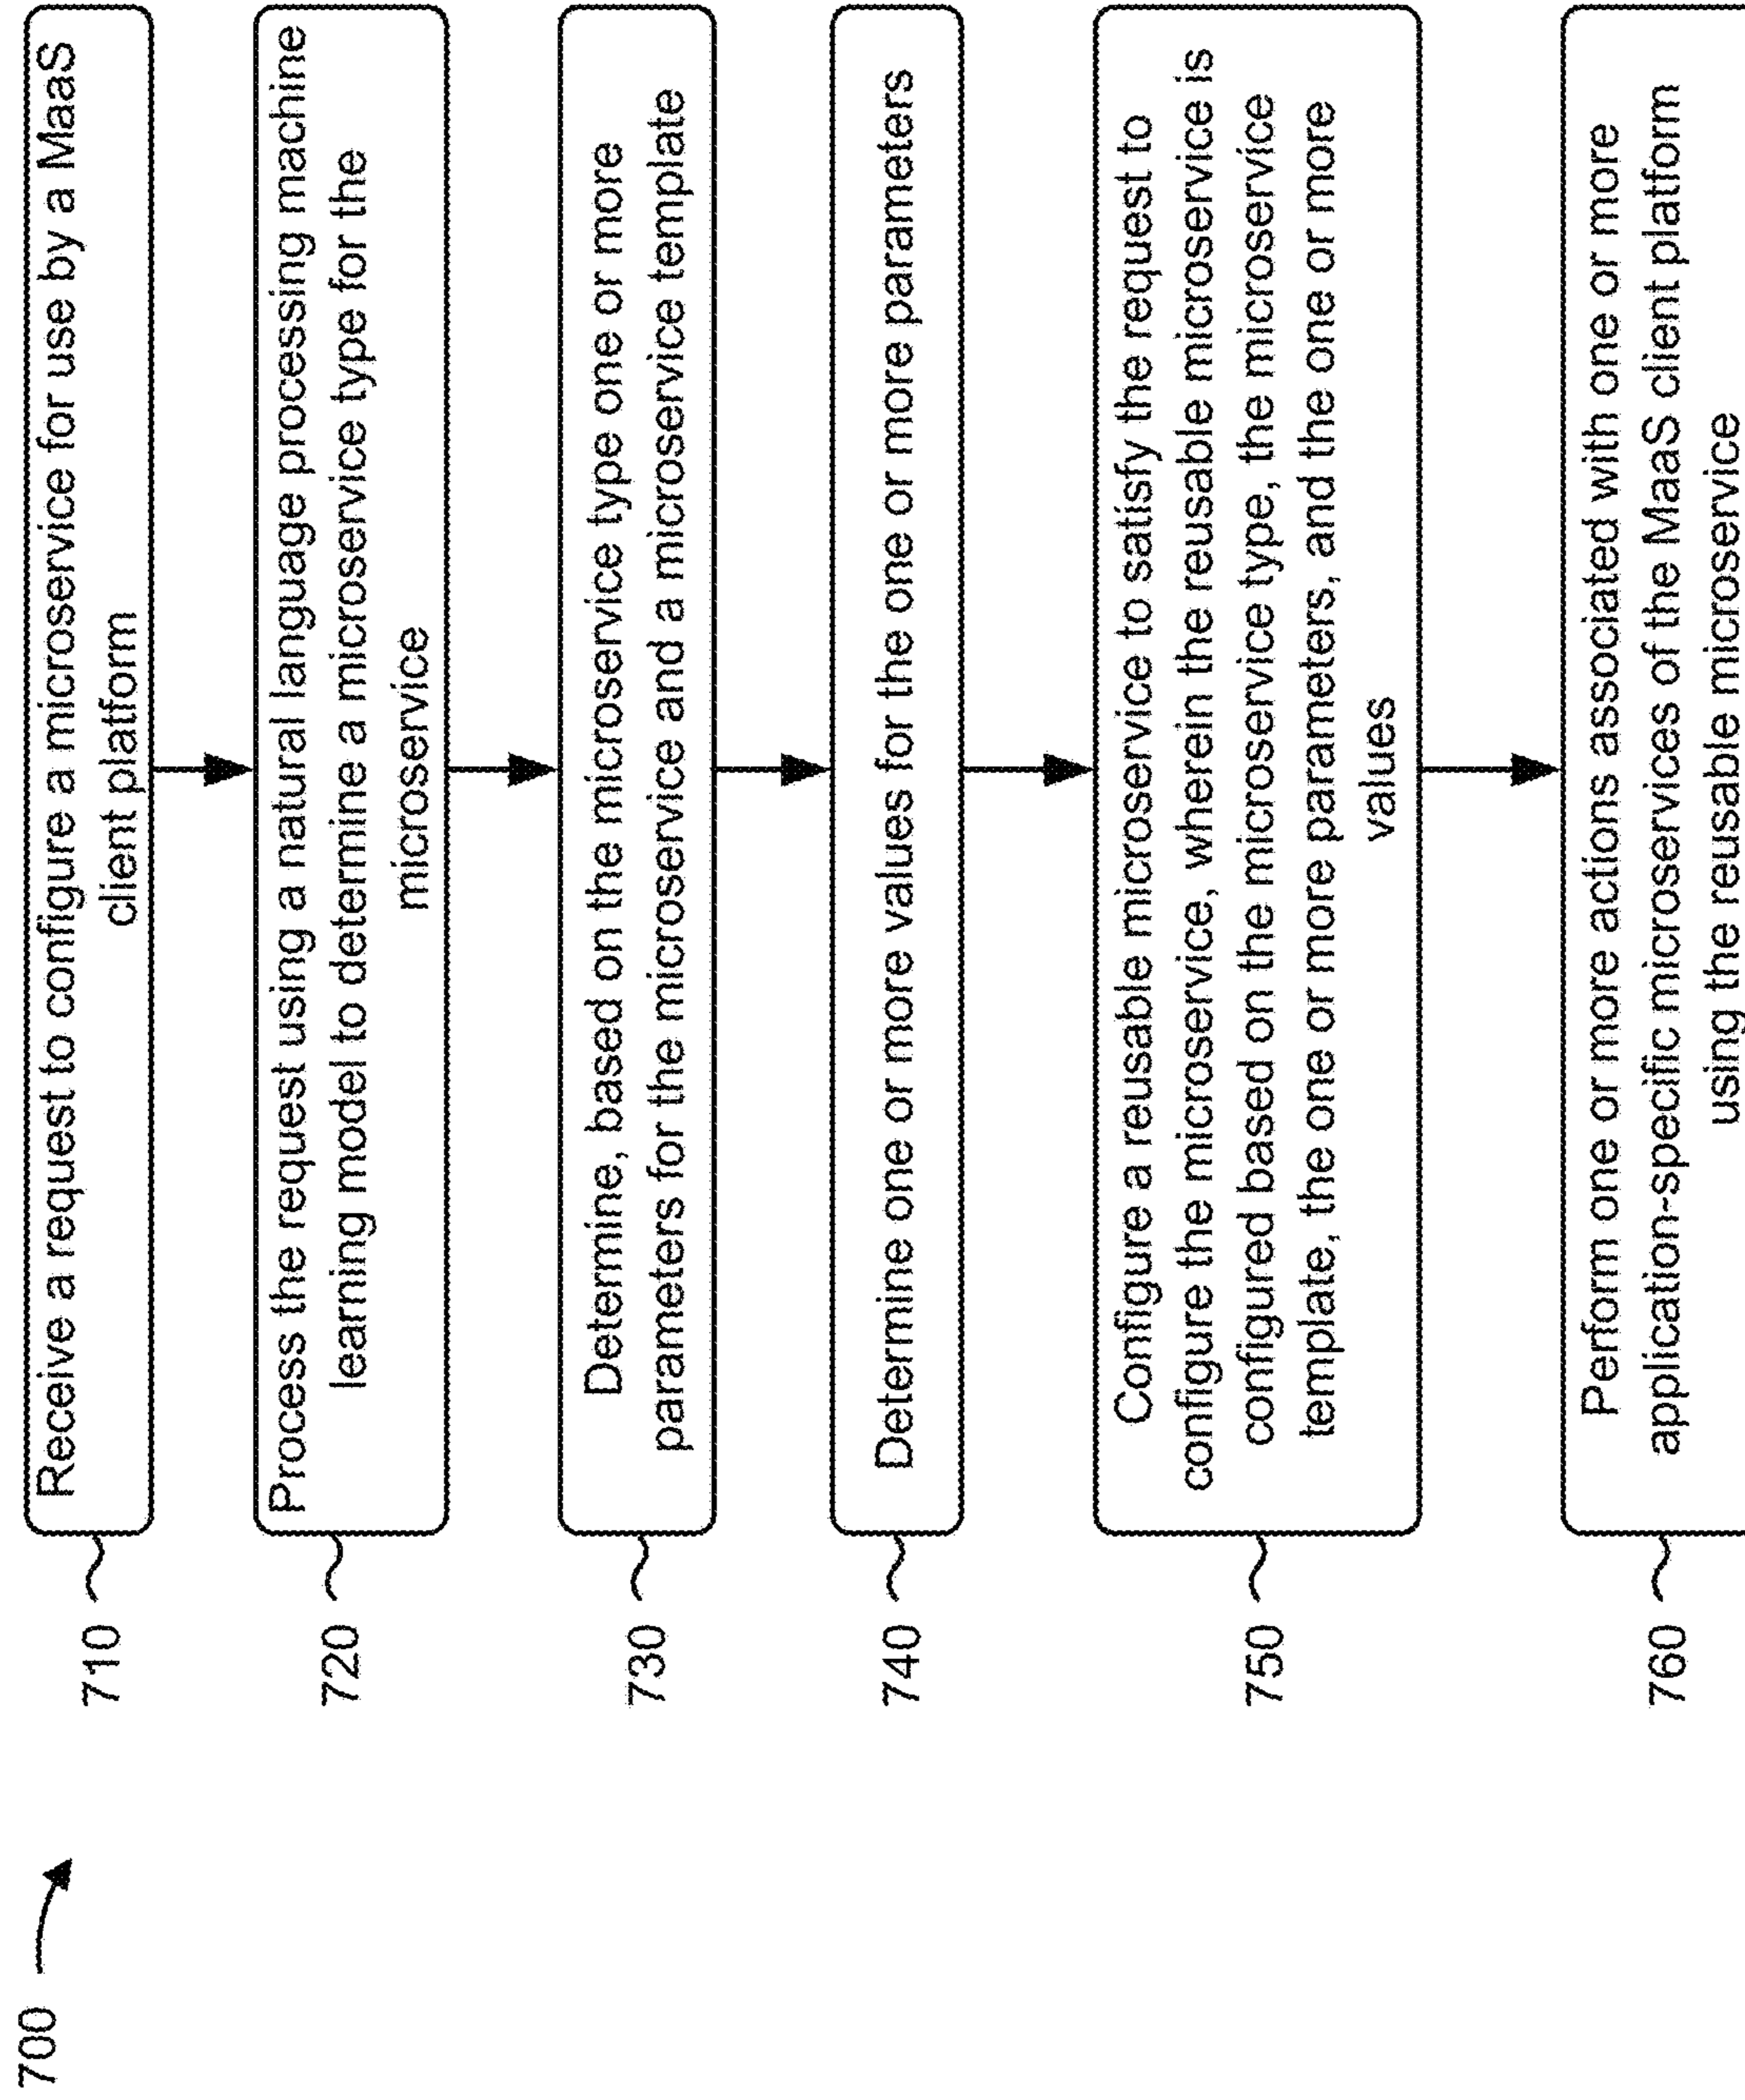 700
710
Receive a request to configure a microservice for use by a MaaS
client platform
720
Process the request using a natural language processing machine
learning model to determine a microservice type for the
microservice
730
Determine, based on the microservice type one or more
parameters for the microservice and a microservice template
740
Determine one or more values for the one or more parameters
750
Configure a reusable microservice to satisfy the request to
configure the microservice, wherein the reusable microservice is
configured based on the microservice type, the microservice
template, the one or more parameters, and the one or more
values
760
Perform one or more actions associated with one or more
application-specific microservices of the MaaS client platform
using the reusable microservice